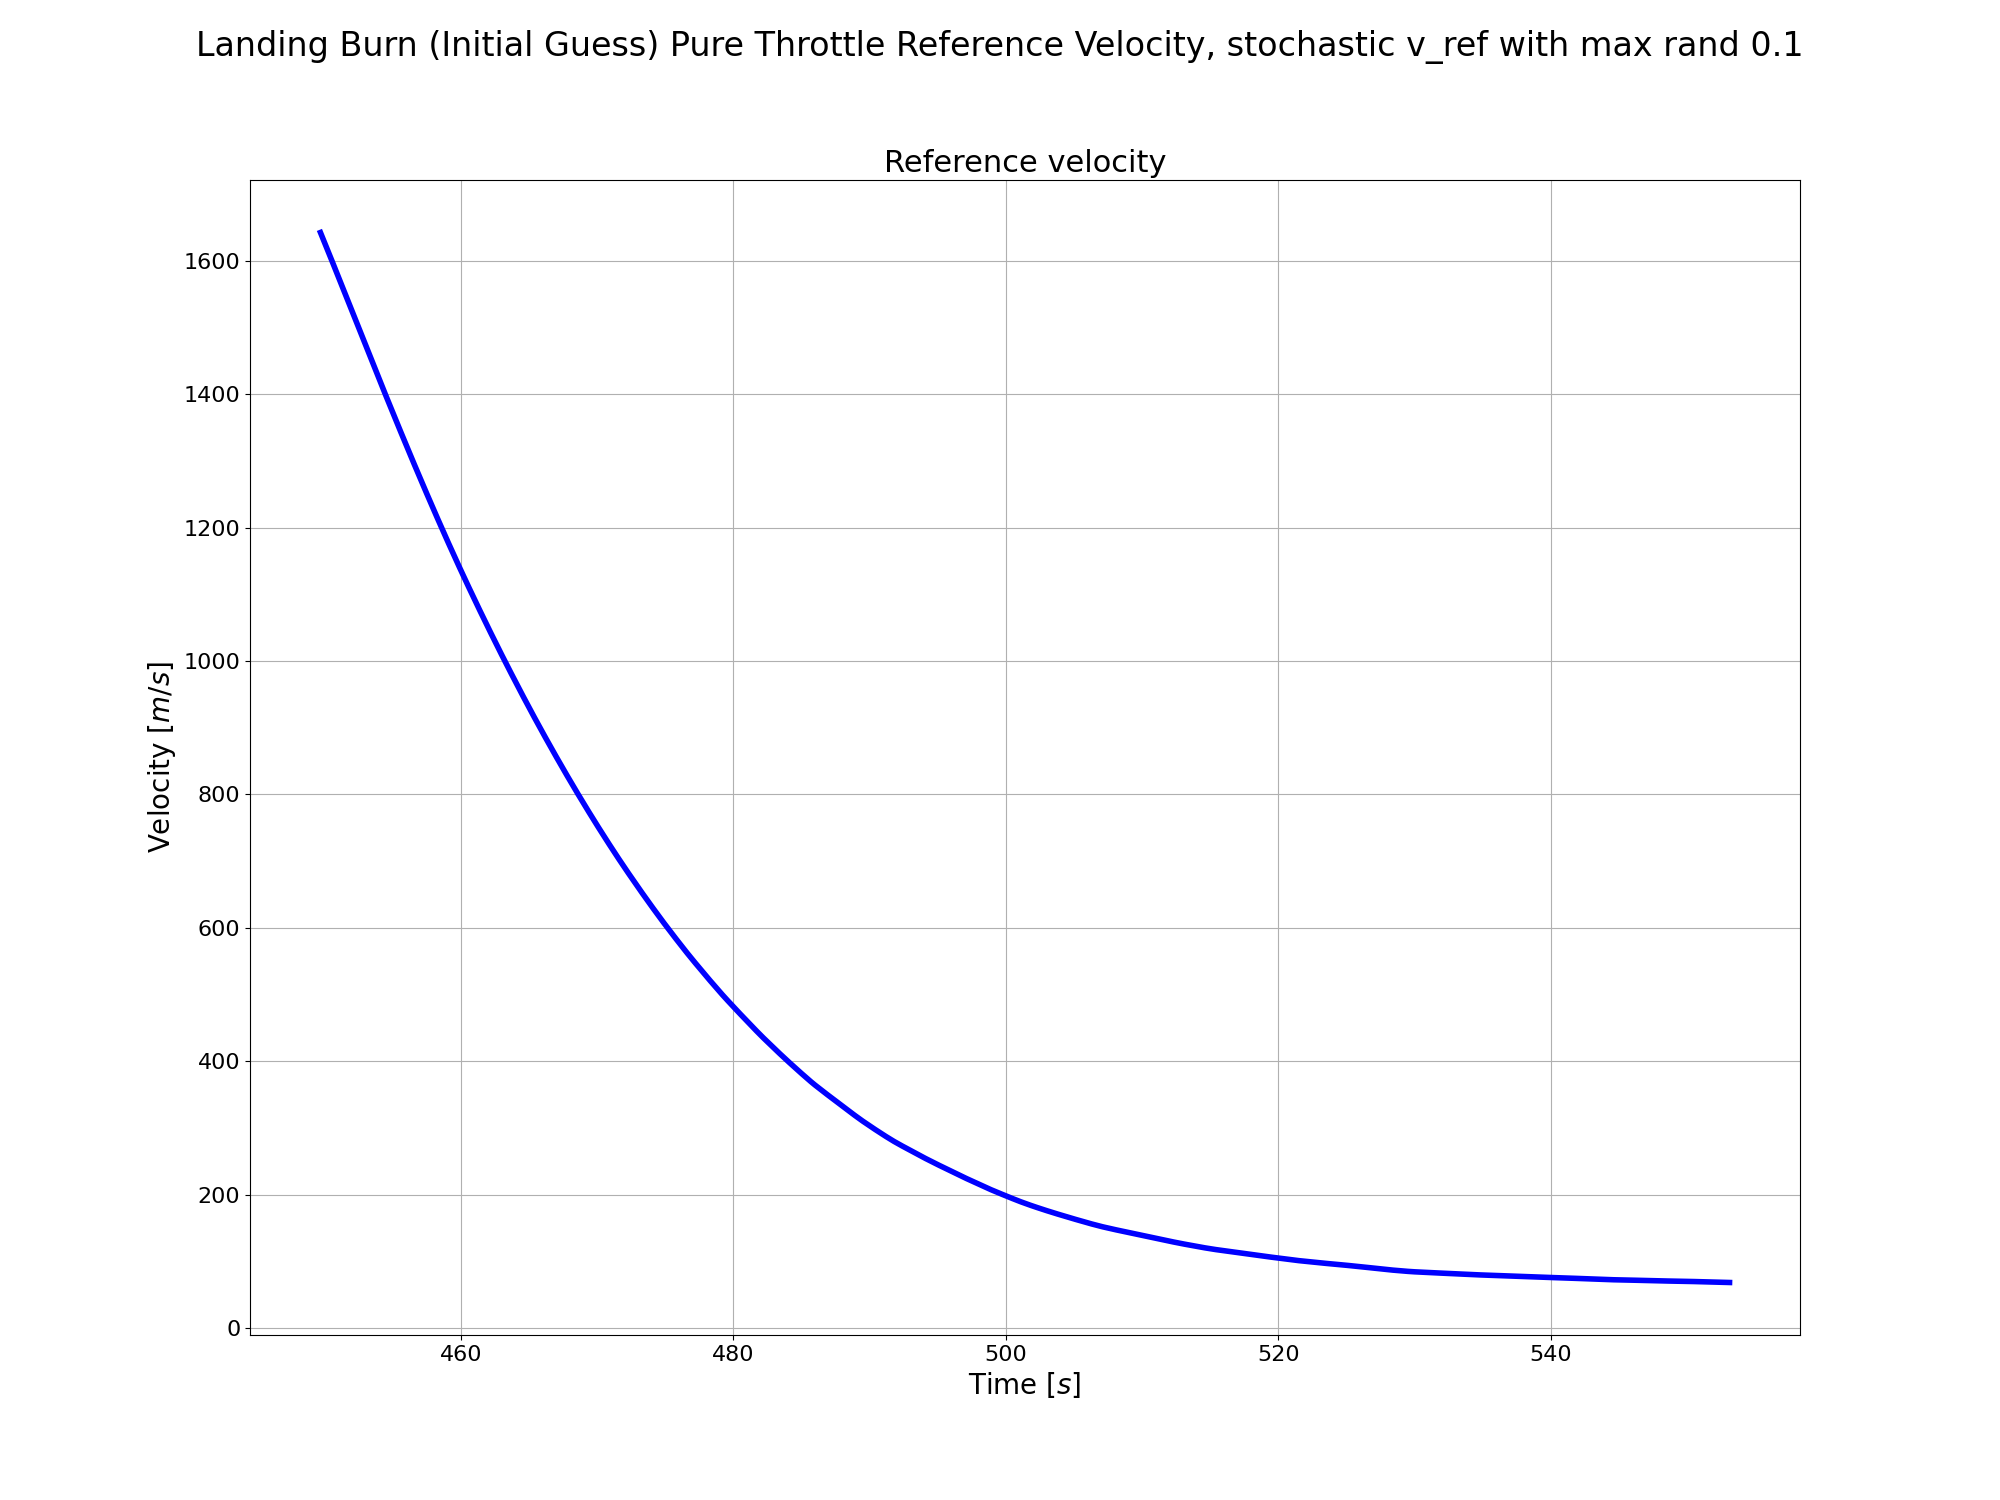 Landing Burn (Initial Guess) Pure Throttle Reference Velocity, stochastic v_ref with max rand 0.1
Reference velocity
Velocity [m/s]
1600
1400
1200
1000
800
600
400
200
0
460 480 500 520 540
Time [s]